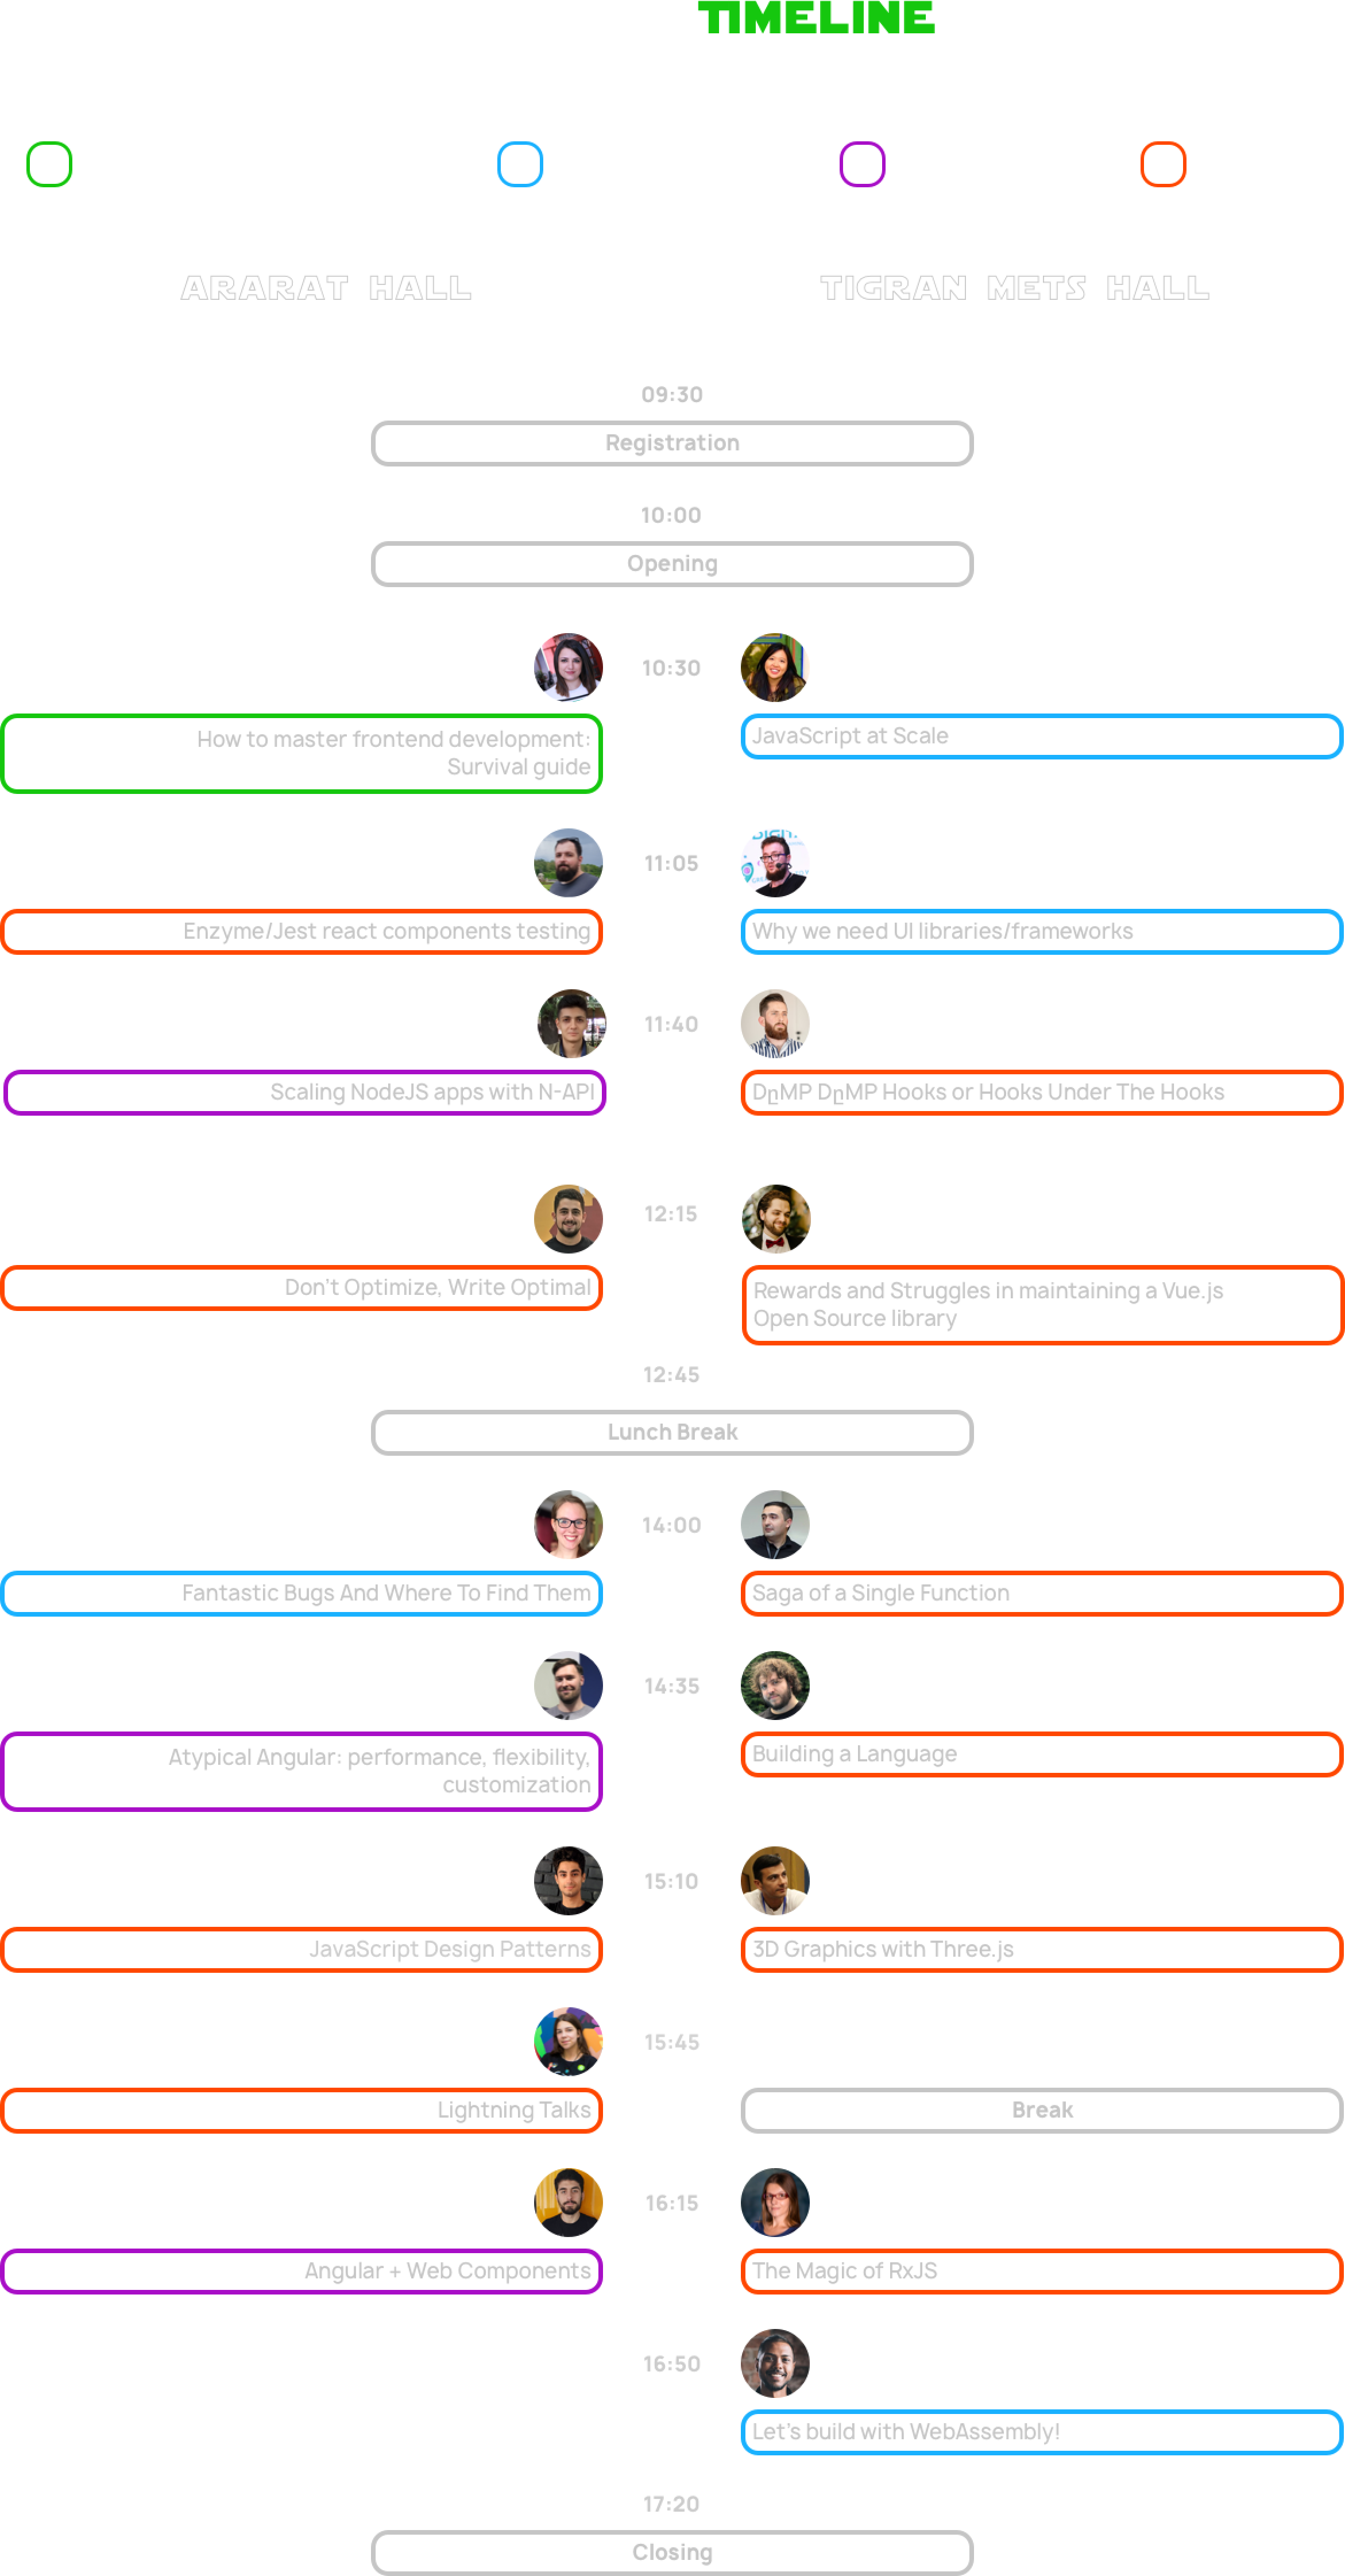 TIMELINE
ARARAT HALL
TIGRAN METS HALL
09:30
Registration
10:00
Opening
10:30
How to master frontend development:
Survival guide
JavaScript at Scale
11:05
Enzyme/Jest react components testing
Why we need UI libraries/frameworks
11:40
Scaling NodeJS apps with N-API
DըMP DըMP Hooks or Hooks Under The Hooks
12:15
Don't Optimize, Write Optimal
Rewards and Struggles in maintaining a Vue.js
Open Source library
12:45
Lunch Break
14:00
Fantastic Bugs And Where To Find Them
Saga of a Single Function
14:35
Atypical Angular: performance, flexibility,
customization
Building a Language
15:10
JavaScript Design Patterns
3D Graphics with Three.js
15:45
Lightning Talks
Break
16:15
Angular + Web Components
The Magic of RxJS
16:50
Let's build with WebAssembly!
17:20
Closing